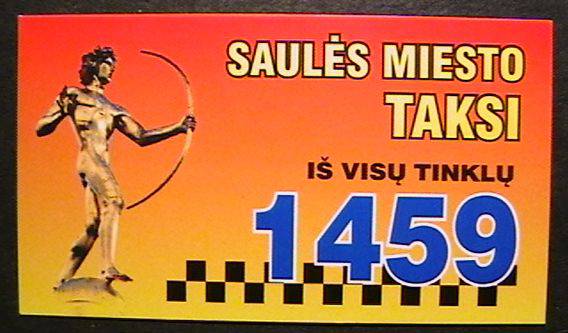 SAULĖS MIESTO
TAKSI
IŠ VISŲ TINKLŲ
1459